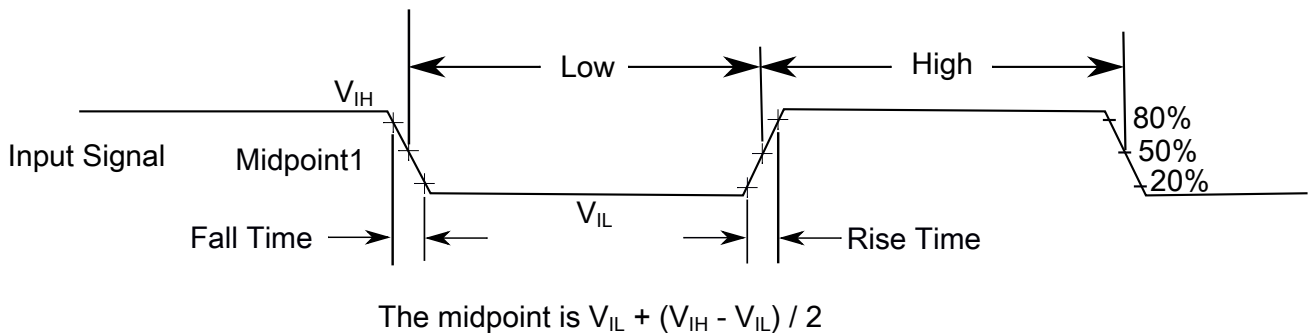 Low High
V_IH
80%
Input Signal Midpoint1 50%
20%
V_IL
Fall Time Rise Time
The midpoint is V_IL + (V_IH - V_IL) / 2